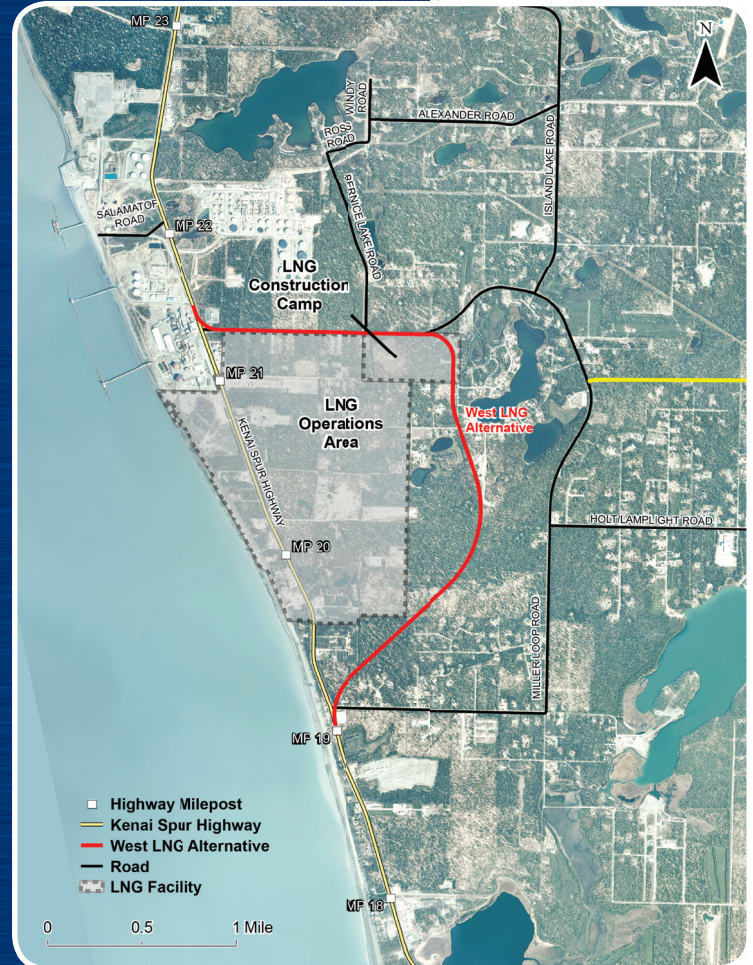 MP 23
N
WINDY
ROAD
ALEXANDER ROAD
ROSS
ROAD
ISLAND LAKE ROAD
BERNICE LAKE ROAD
SALAMATOF
ROAD
MP 22
LNG
Construction
Camp
MP 21
LNG
Operations
Area
West LNG
Alternative
KENAI SPUR HIGHWAY
HOLT LAMPLIGHT ROAD
MP 20
MILLER LOOP ROAD
MP 19
Highway Milepost
Kenai Spur Highway
West LNG Alternative
Road
LNG Facility
MP 18
0 0.5 1 Mile